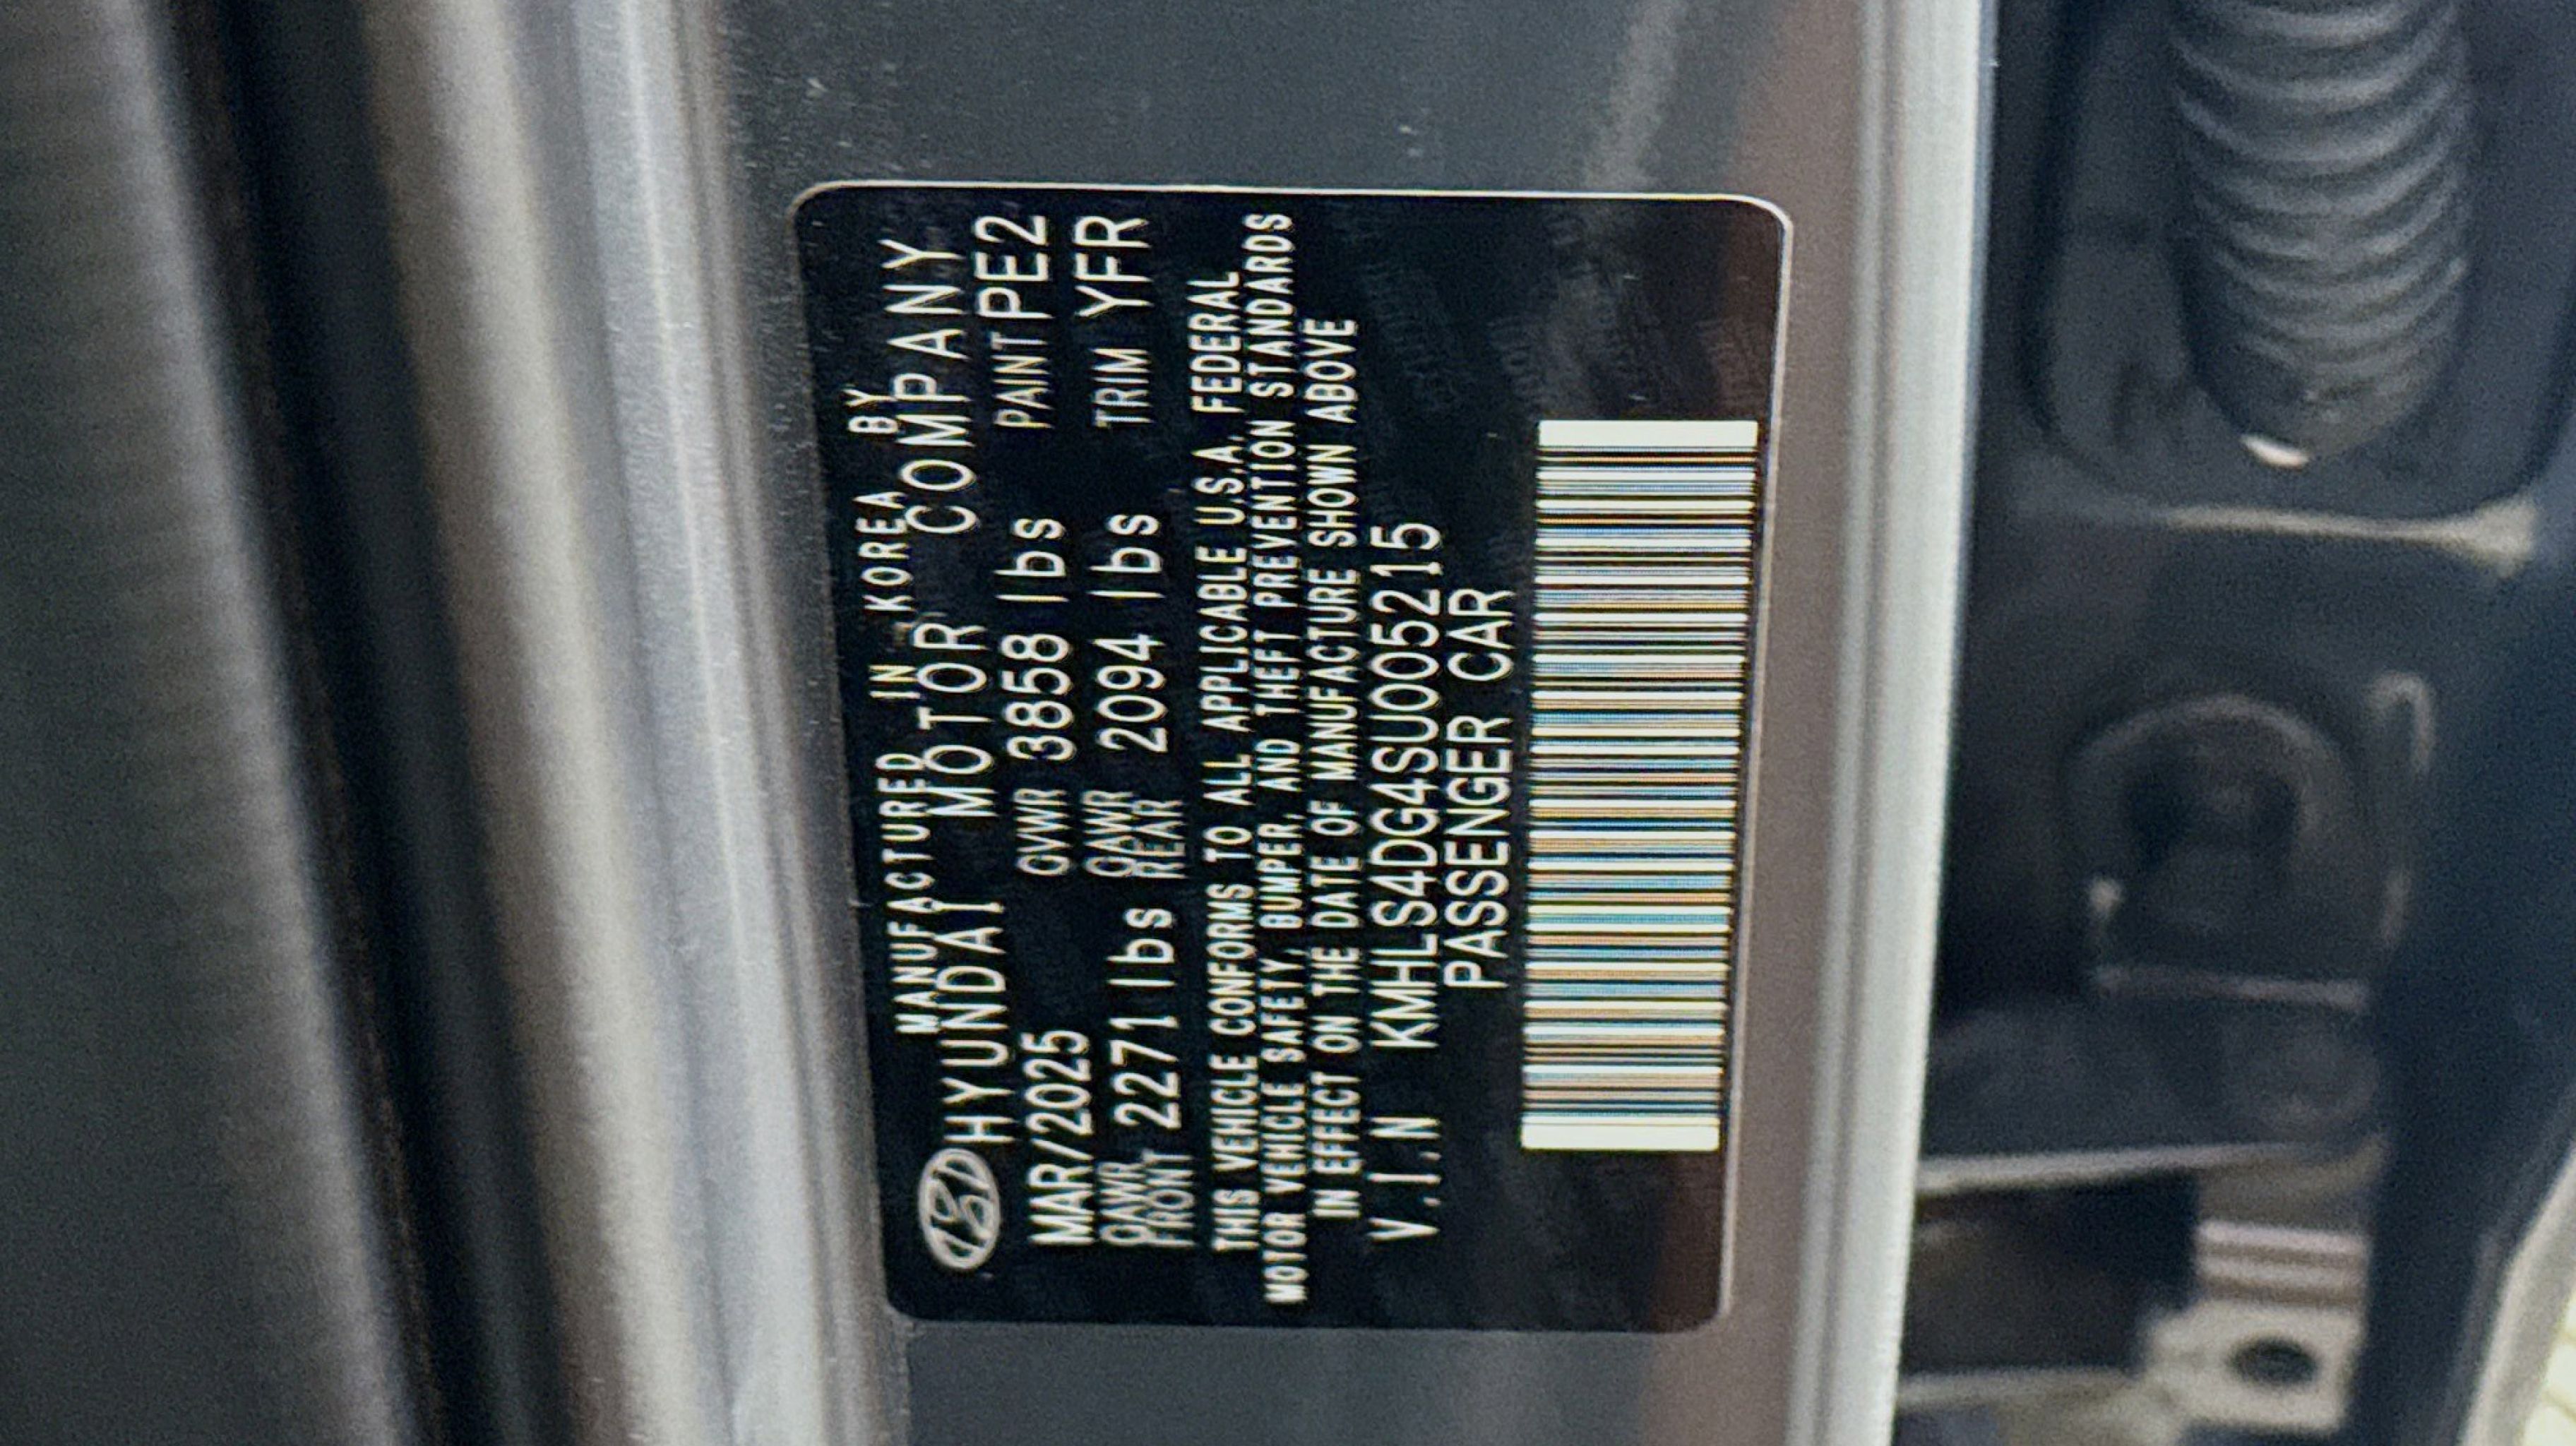 MANUFACTURED IN KOREA BY
HYUNDAI MOTOR COMPANY
MAR/2025 GVWR 3858 lbs PAINT PE2
GAWR FRONT 2271 lbs GAWR REAR 2094 lbs TRIM YFR
THIS VEHICLE CONFORMS TO ALL APPLICABLE U.S.A. FEDERAL
MOTOR VEHICLE SAFETY, BUMPER, AND THEFT PREVENTION STANDARDS
IN EFFECT ON THE DATE OF MANUFACTURE SHOWN ABOVE
V.I.N KMHLS4DG4SU005215
PASSENGER CAR